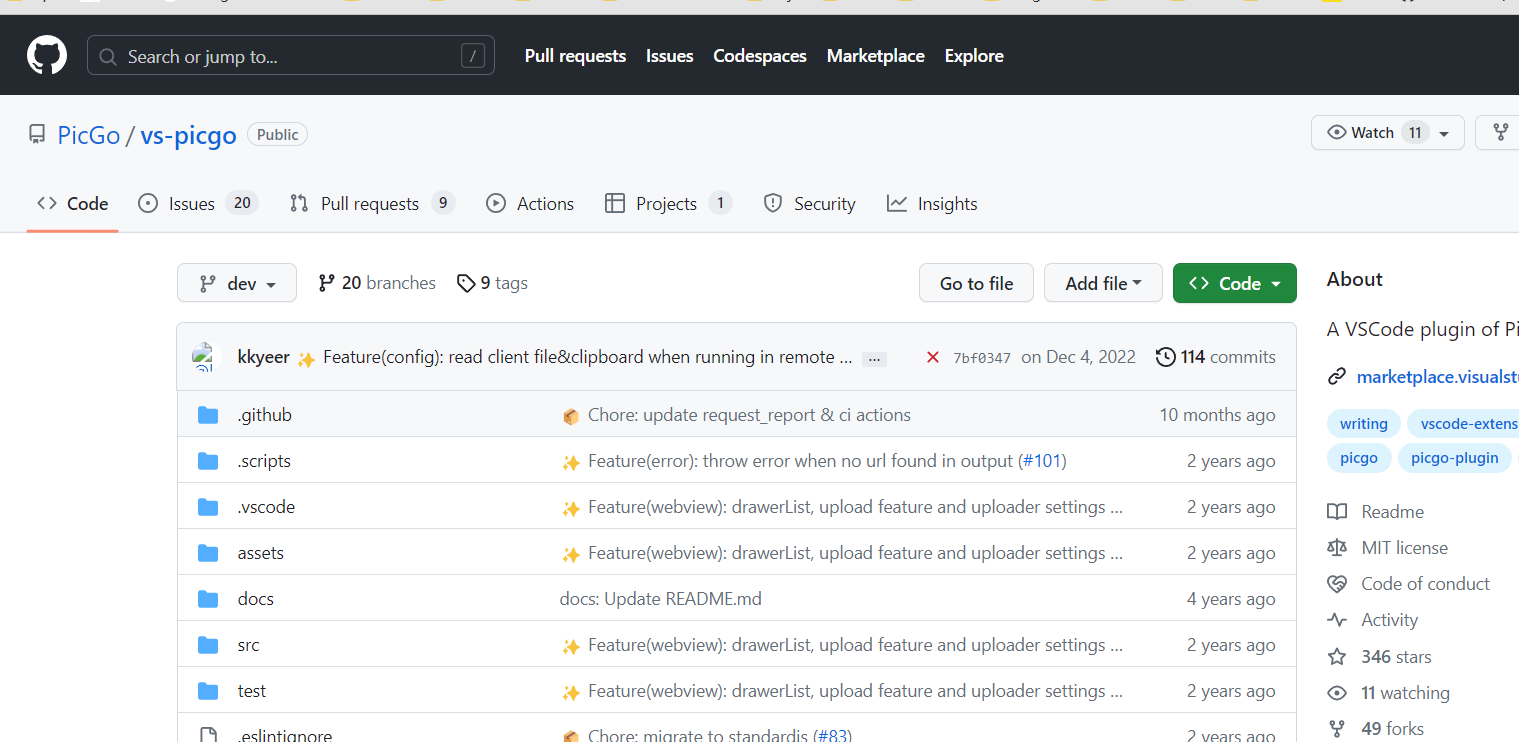 Search or jump to... /
Pull requests Issues Codespaces Marketplace Explore
PicGo / vs-picgo Public
Watch 11
Code Issues 20 Pull requests 9 Actions Projects 1 Security Insights
dev 20 branches 9 tags Go to file Add file Code
kkyeer ✨ Feature(config): read client file&clipboard when running in remote ... ... 7bf0347 on Dec 4, 2022 114 commits
.github 📦 Chore: update request_report & ci actions 10 months ago
.scripts ✨ Feature(error): throw error when no url found in output (#101) 2 years ago
.vscode ✨ Feature(webview): drawerList, upload feature and uploader settings ... 2 years ago
assets ✨ Feature(webview): drawerList, upload feature and uploader settings ... 2 years ago
docs docs: Update README.md 4 years ago
src ✨ Feature(webview): drawerList, upload feature and uploader settings ... 2 years ago
test ✨ Feature(webview): drawerList, upload feature and uploader settings ... 2 years ago
.eslintignore 📦 Chore: migrate to standardjs (#83) 2 years ago
About
A VSCode plugin of Pi
marketplace.visualst
writing vscode-extens
picgo picgo-plugin
Readme
MIT license
Code of conduct
Activity
346 stars
11 watching
49 forks